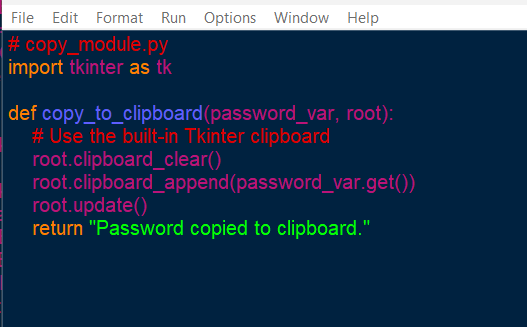 File Edit Format Run Options Window Help
# copy_module.py
import tkinter as tk

def copy_to_clipboard(password_var, root):
    # Use the built-in Tkinter clipboard
    root.clipboard_clear()
    root.clipboard_append(password_var.get())
    root.update()
    return "Password copied to clipboard."